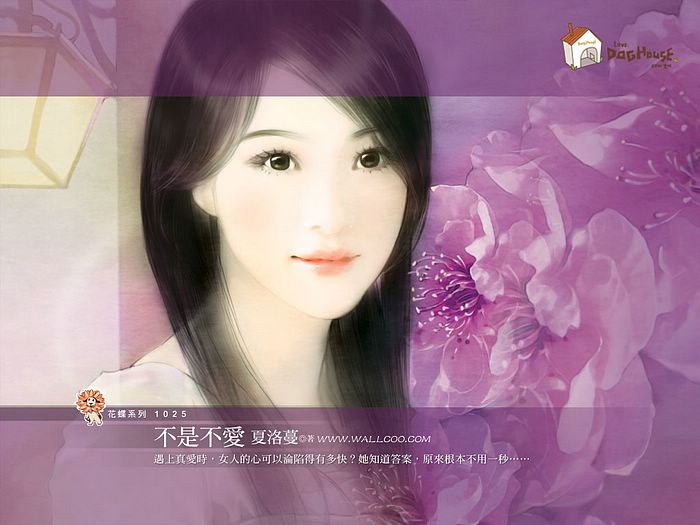 LOVE
DOGHOUSE
花蝶系列 1025
不是不愛 夏洛蔓◎著 WWW.WALLCOO.COM
遇上真愛時，女人的心可以淪陷得有多快？她知道答案，原來根本不用一秒……